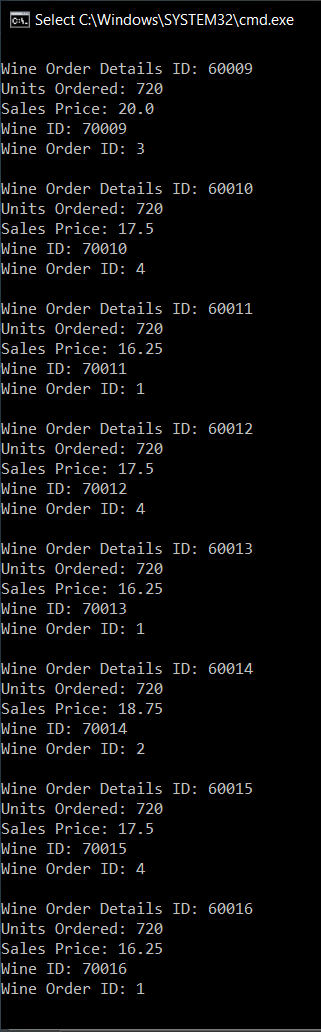 Select C:\Windows\SYSTEM32\cmd.exe
Wine Order Details ID: 60009
Units Ordered: 720
Sales Price: 20.0
Wine ID: 70009
Wine Order ID: 3
Wine Order Details ID: 60010
Units Ordered: 720
Sales Price: 17.5
Wine ID: 70010
Wine Order ID: 4
Wine Order Details ID: 60011
Units Ordered: 720
Sales Price: 16.25
Wine ID: 70011
Wine Order ID: 1
Wine Order Details ID: 60012
Units Ordered: 720
Sales Price: 17.5
Wine ID: 70012
Wine Order ID: 4
Wine Order Details ID: 60013
Units Ordered: 720
Sales Price: 16.25
Wine ID: 70013
Wine Order ID: 1
Wine Order Details ID: 60014
Units Ordered: 720
Sales Price: 18.75
Wine ID: 70014
Wine Order ID: 2
Wine Order Details ID: 60015
Units Ordered: 720
Sales Price: 17.5
Wine ID: 70015
Wine Order ID: 4
Wine Order Details ID: 60016
Units Ordered: 720
Sales Price: 16.25
Wine ID: 70016
Wine Order ID: 1